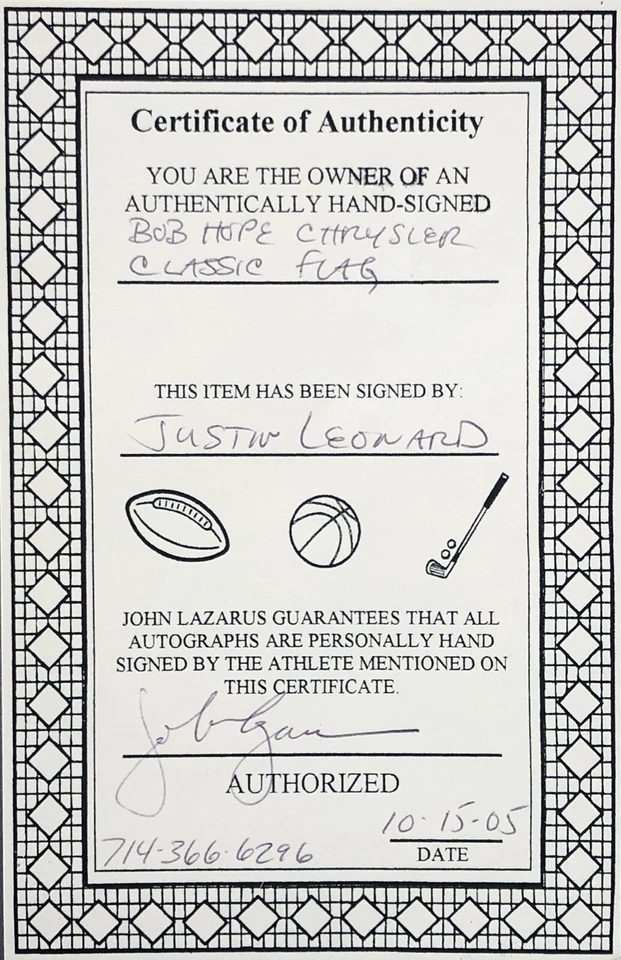 Certificate of Authenticity
YOU ARE THE OWNER OF AN
AUTHENTICALLY HAND-SIGNED
BOB HOPE CHRYSLER
CLASSIC FLAG
THIS ITEM HAS BEEN SIGNED BY:
JUSTIN LEONARD
JOHN LAZARUS GUARANTEES THAT ALL
AUTOGRAPHS ARE PERSONALLY HAND
SIGNED BY THE ATHLETE MENTIONED ON
THIS CERTIFICATE.
AUTHORIZED
10-15-05
714-366-6296
DATE